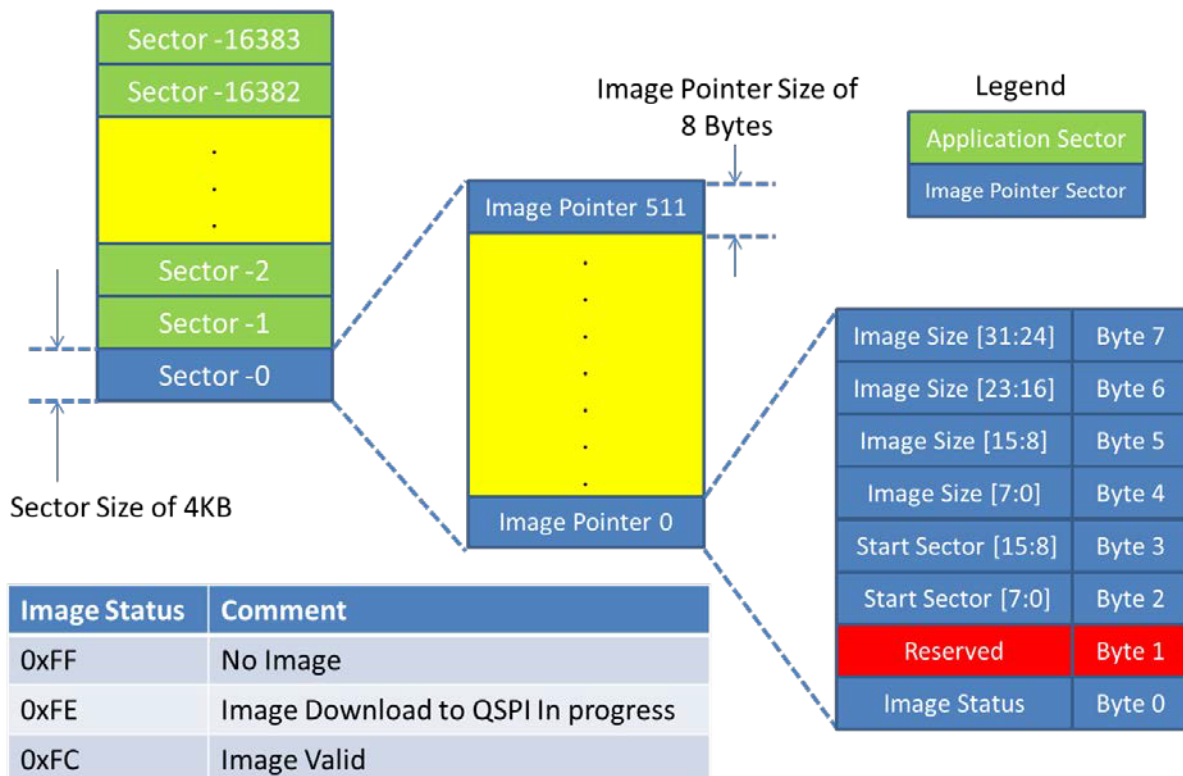 Sector -16383
Sector -16382
.
.
.
Sector -2
Sector -1
Sector -0
Sector Size of 4KB
Image Pointer Size of
8 Bytes
Image Pointer 511
.
.
.
.
.
.
.
Image Pointer 0
Legend
Application Sector
Image Pointer Sector
Image Size [31:24] Byte 7
Image Size [23:16] Byte 6
Image Size [15:8] Byte 5
Image Size [7:0] Byte 4
Start Sector [15:8] Byte 3
Start Sector [7:0] Byte 2
Reserved Byte 1
Image Status Byte 0
Image Status Comment
0xFF No Image
0xFE Image Download to QSPI In progress
0xFC Image Valid